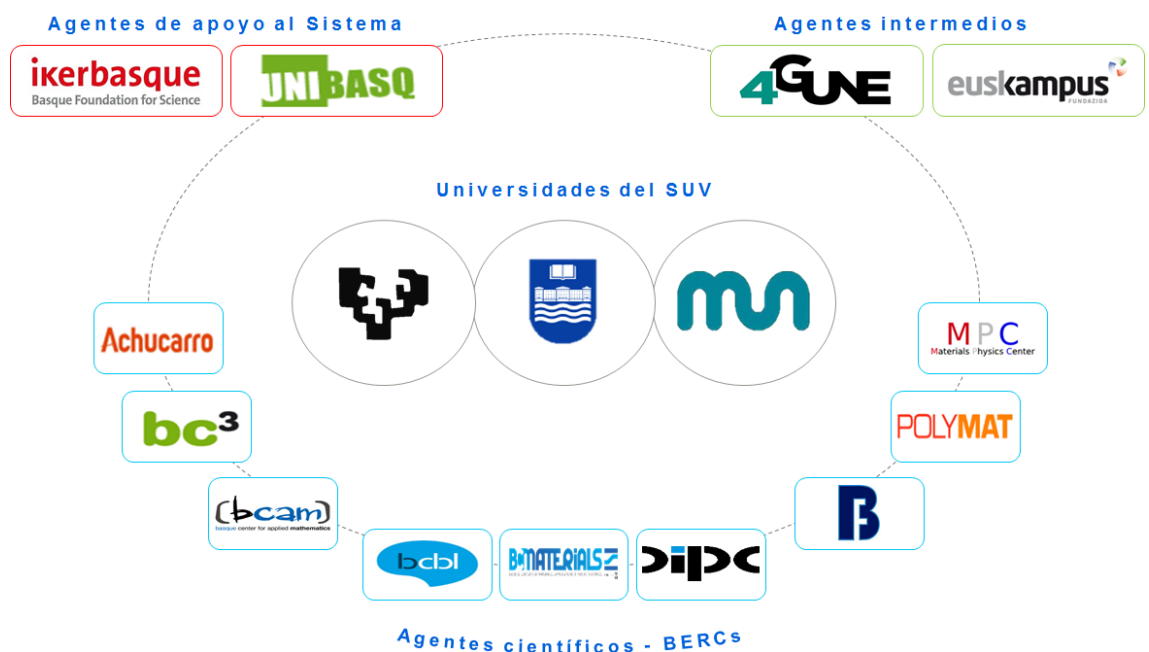 Agentes de apoyo al Sistema
Agentes intermedios
ikerbasque
Basque Foundation for Science
UNIBASQ
4GUNE
euskampus
FUNDAZIOA
Universidades del SUV
mun
Achucarro
MPC
Materials Physics Center
bc³
POLYMAT
(bcam)
basque center for applied mathematics
B
bcbl
BCMATERIALS
dipc
Agentes científicos - BERCs